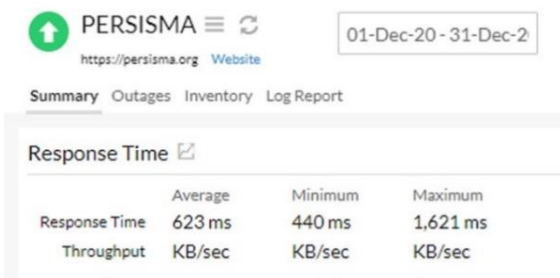 PERSISMA
01-Dec-20 - 31-Dec-2
https://persisma.org Website
Summary Outages Inventory Log Report
Response Time
Average Minimum Maximum
Response Time 623 ms 440 ms 1,621 ms
Throughput KB/sec KB/sec KB/sec